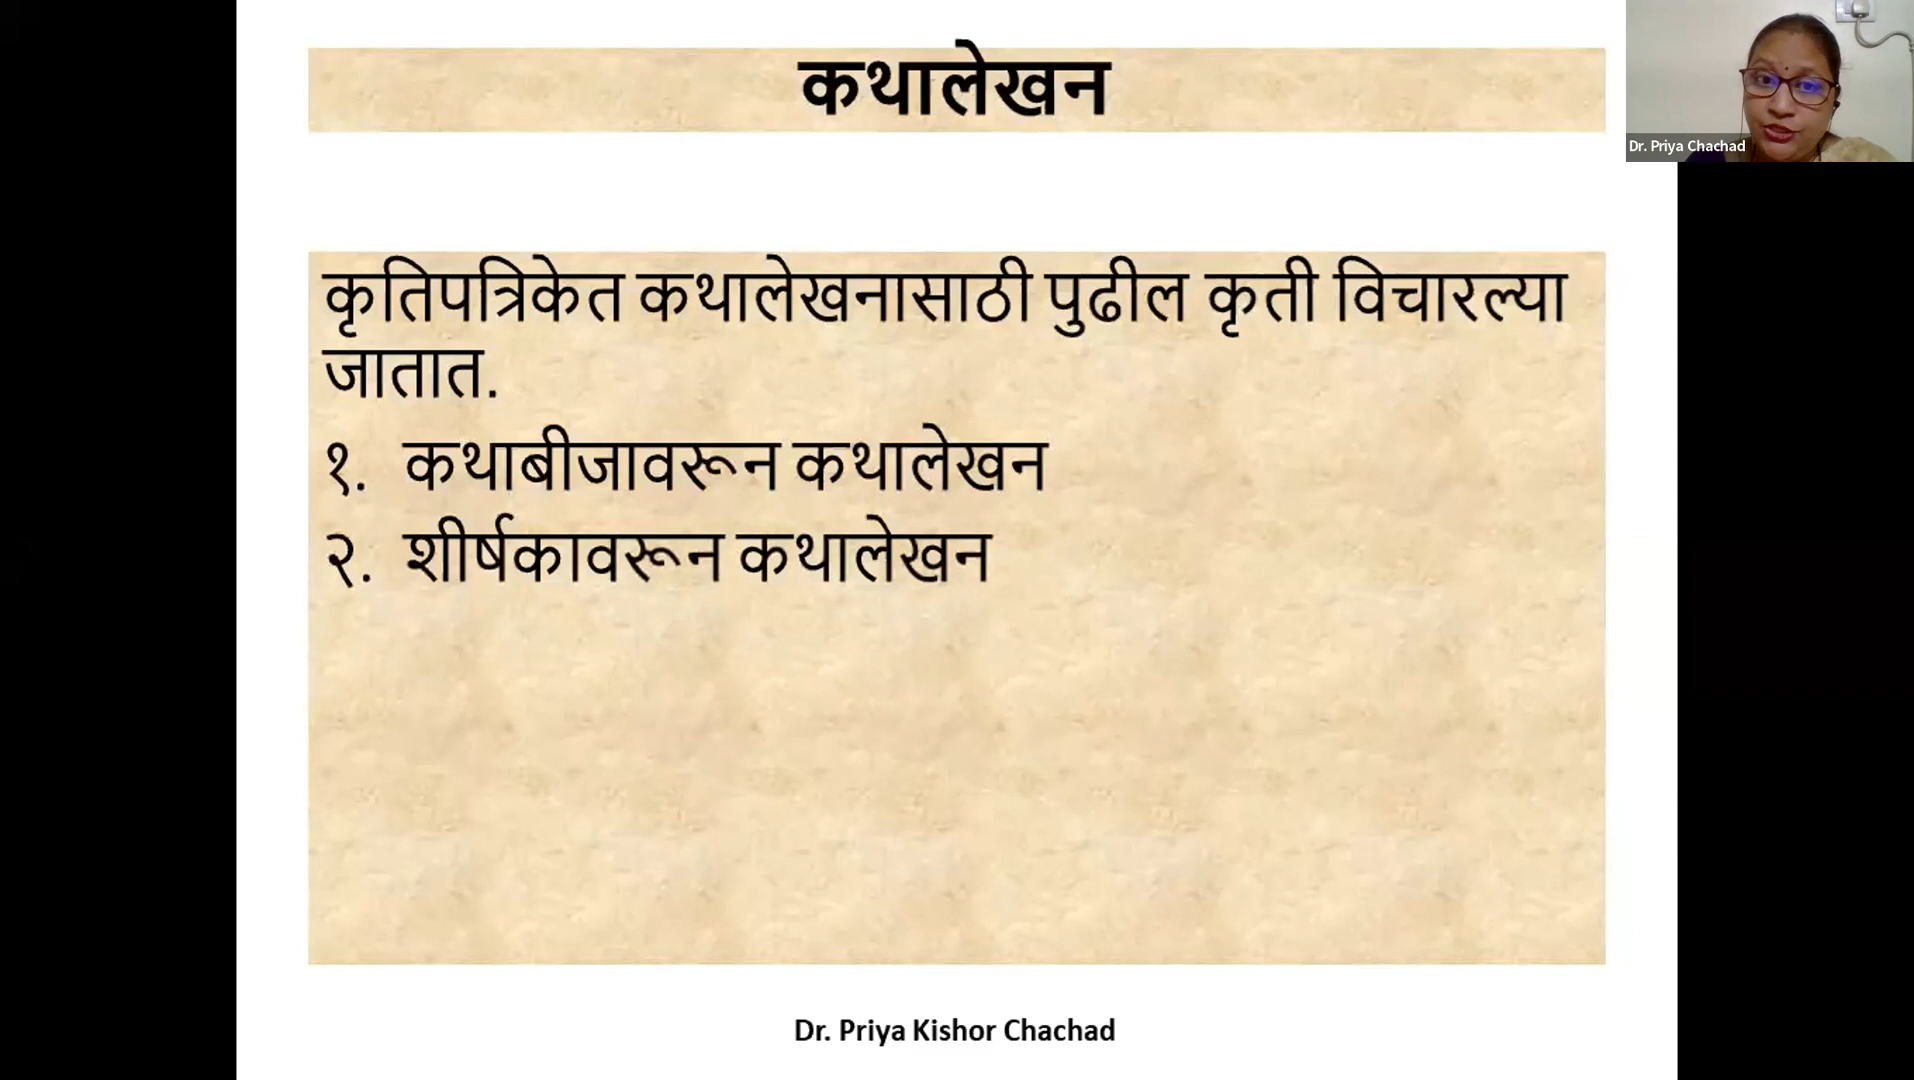 कथालेखन
Dr. Priya Chachad
कृतिपत्रिकेत कथालेखनासाठी पुढील कृती विचारल्या
जातात.
१. कथाबीजावरून कथालेखन
२. शीर्षकावरून कथालेखन
Dr. Priya Kishor Chachad